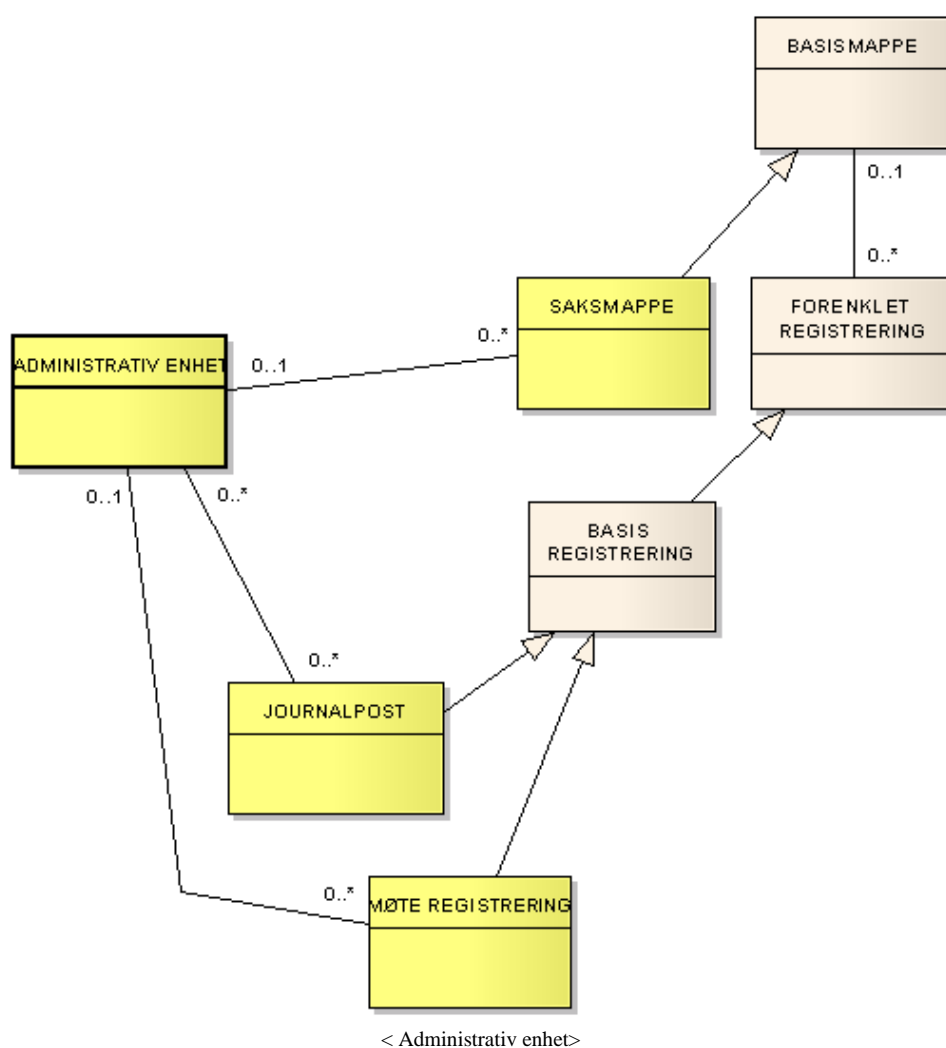 BASISMAPPE
0..1
0..*
SAKSMAPPE
FORENKLET
REGISTRERING
0..*
ADMINISTRATIV ENHET
0..1
0..1
0..*
BASIS
REGISTRERING
0..*
JOURNALPOST
0..*
MØTE REGISTRERING
< Administrativ enhet>